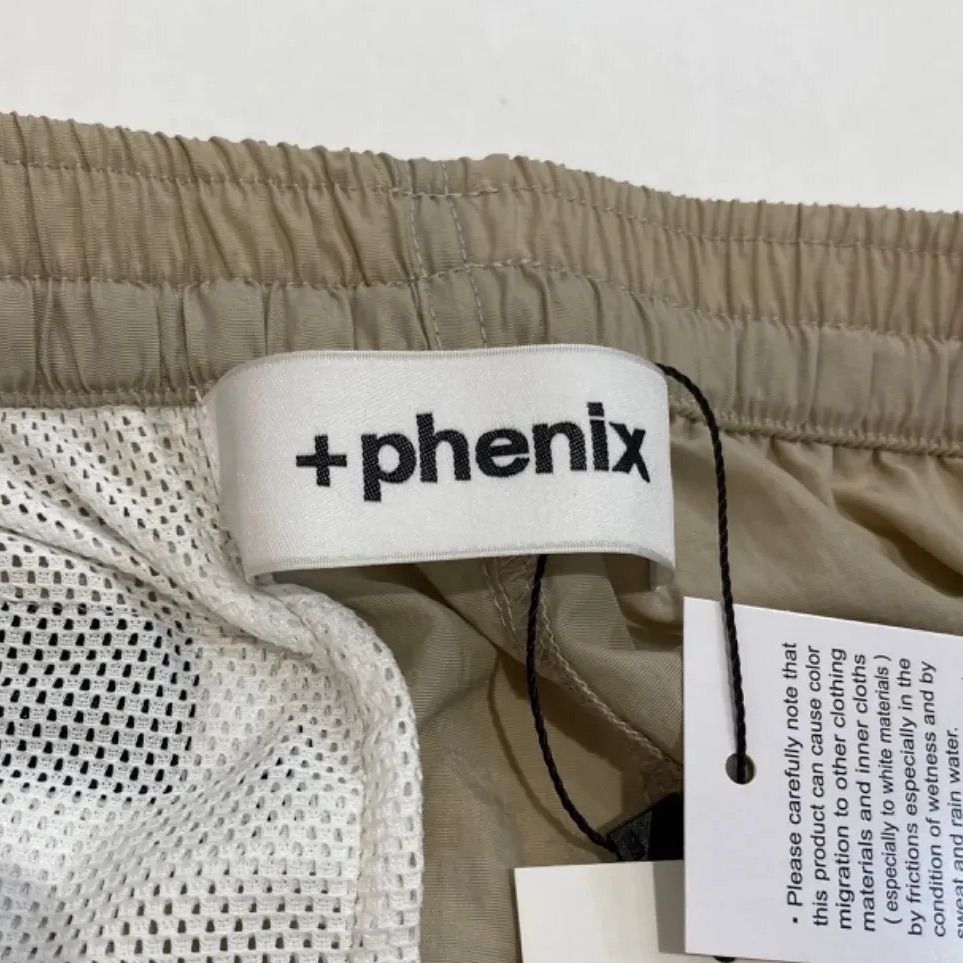 +phenix
· Please carefully note that
this product can cause color
migration to other clothing
materials and inner cloths
( especially to white materials )
by frictions especially in the
condition of wetness and by
sweat and rain water.